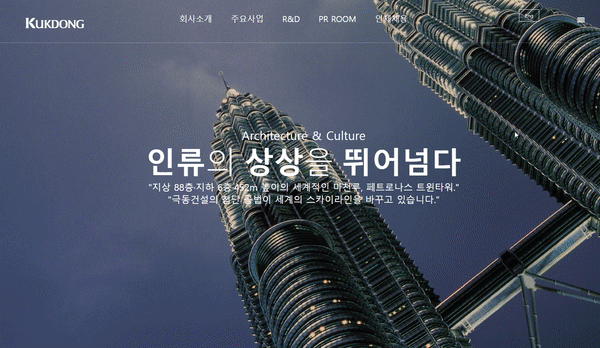 KUKDONG
회사소개 주요사업 R&D PR ROOM 인재채용 Eng
Architecture & Culture
인류의 상상을 뛰어넘다
"지상 88층·지하 6층 452m 높이의 세계적인 마천루, 페트로나스 트윈타워."
"극동건설의 첨단 공법이 세계의 스카이라인을 바꾸고 있습니다."